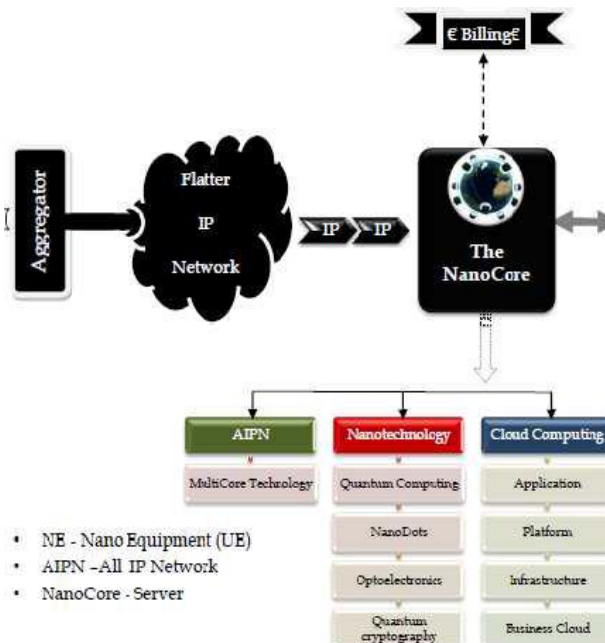 € Billing€
Aggregator
Flatter
IP
Network
IP
IP
The
NanoCore
AIPN
Nanotechnology
Cloud Computing
MultiCore Technology
Quantum Computing
Application
NanoDots
Platform
Optoelectronics
Infrastructure
Quantum
cryptography
Business Cloud
• NE - Nano Equipment (UE)
• AIPN –All IP Network
• NanoCore - Server